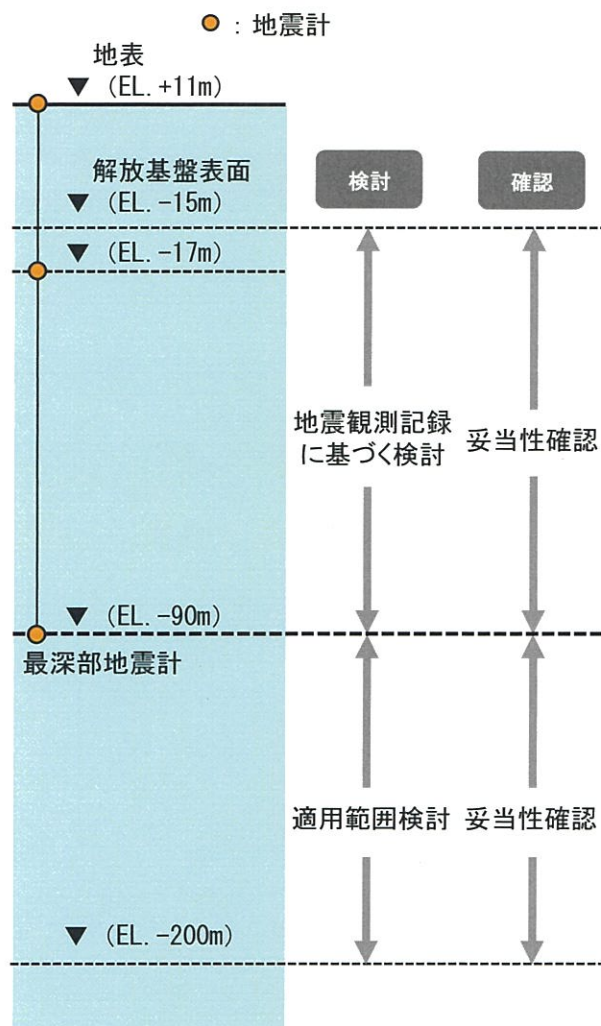 ：地震計
地表
▼ (EL.+11m)
解放基盤表面
▼ (EL.-15m)
検討
確認
▼ (EL.-17m)
地震観測記録
に基づく検討
妥当性確認
▼ (EL.-90m)
最深部地震計
適用範囲検討
妥当性確認
▼ (EL.-200m)